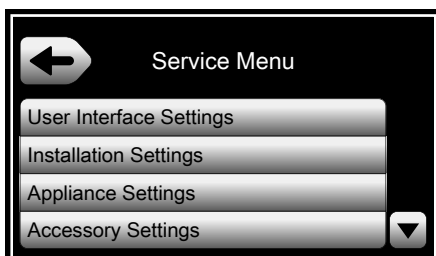 Service Menu
User Interface Settings
Installation Settings
Appliance Settings
Accessory Settings